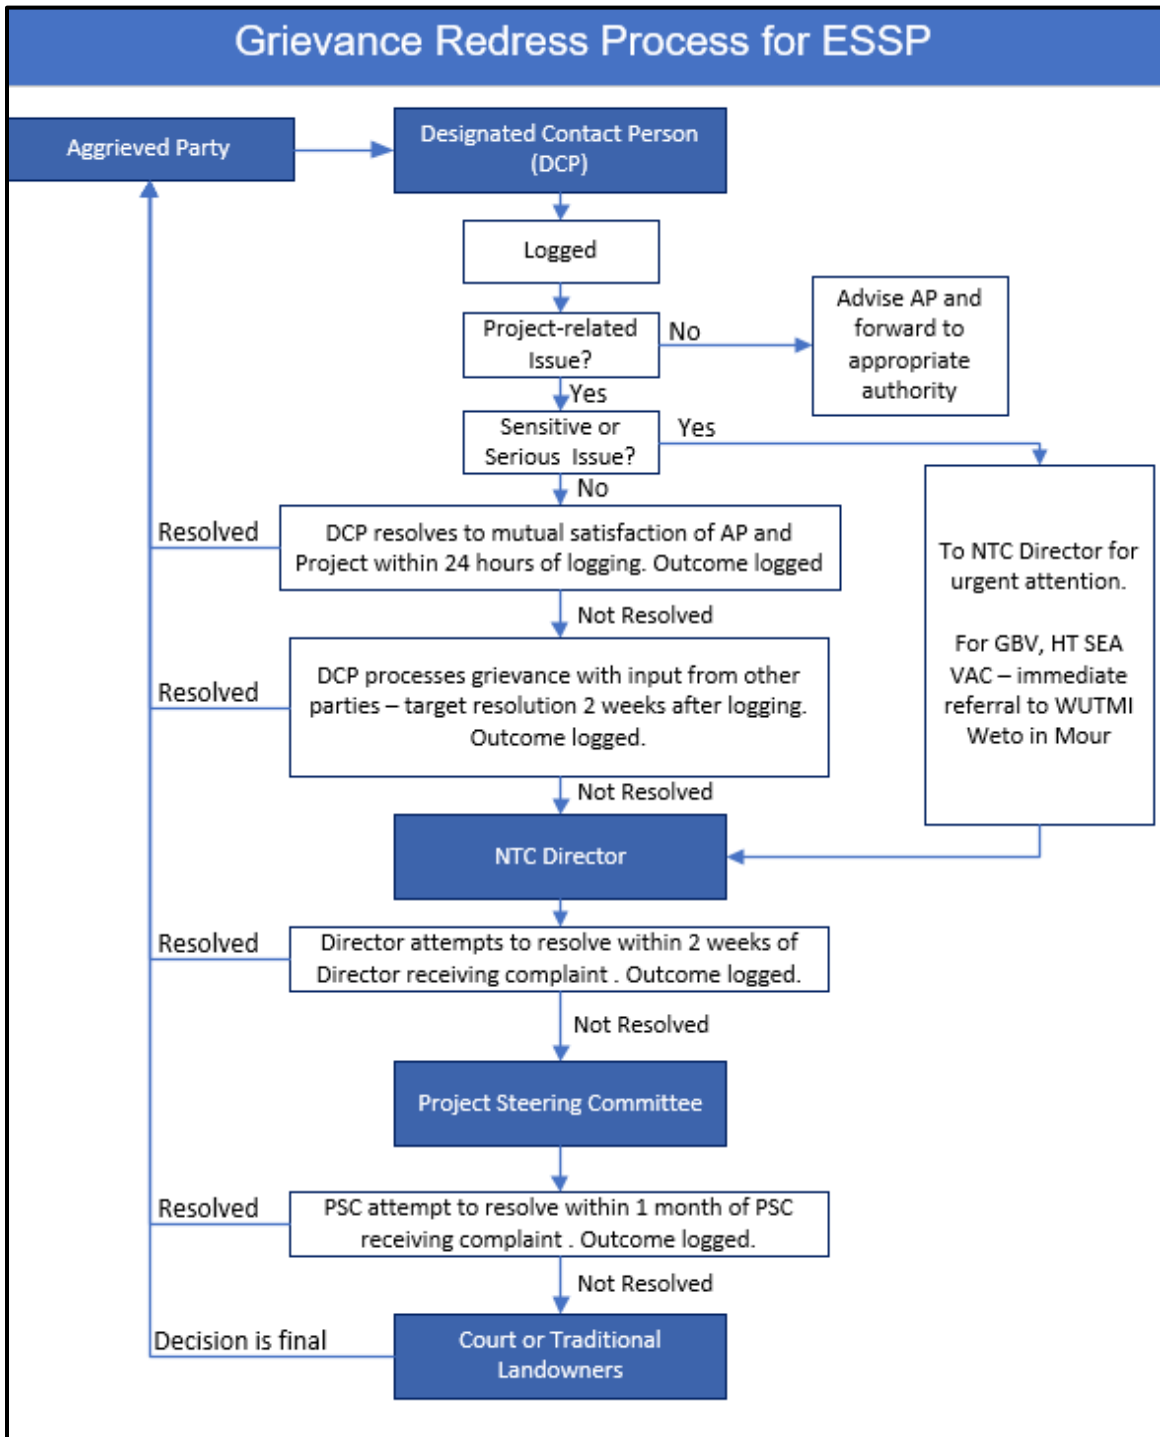 Grievance Redress Process for ESSP
Aggrieved Party
Designated Contact Person
(DCP)
Logged
Project-related
Issue?
No
Advise AP and
forward to
appropriate
authority
Yes
Sensitive or
Serious Issue?
Yes
No
To NTC Director for
urgent attention.
For GBV, HT SEA
VAC – immediate
referral to WUTMI
Weto in Mour
Resolved
DCP resolves to mutual satisfaction of AP and
Project within 24 hours of logging. Outcome logged
Not Resolved
Resolved
DCP processes grievance with input from other
parties – target resolution 2 weeks after logging.
Outcome logged.
Not Resolved
NTC Director
Resolved
Director attempts to resolve within 2 weeks of
Director receiving complaint . Outcome logged.
Not Resolved
Project Steering Committee
Resolved
PSC attempt to resolve within 1 month of PSC
receiving complaint . Outcome logged.
Not Resolved
Decision is final
Court or Traditional
Landowners